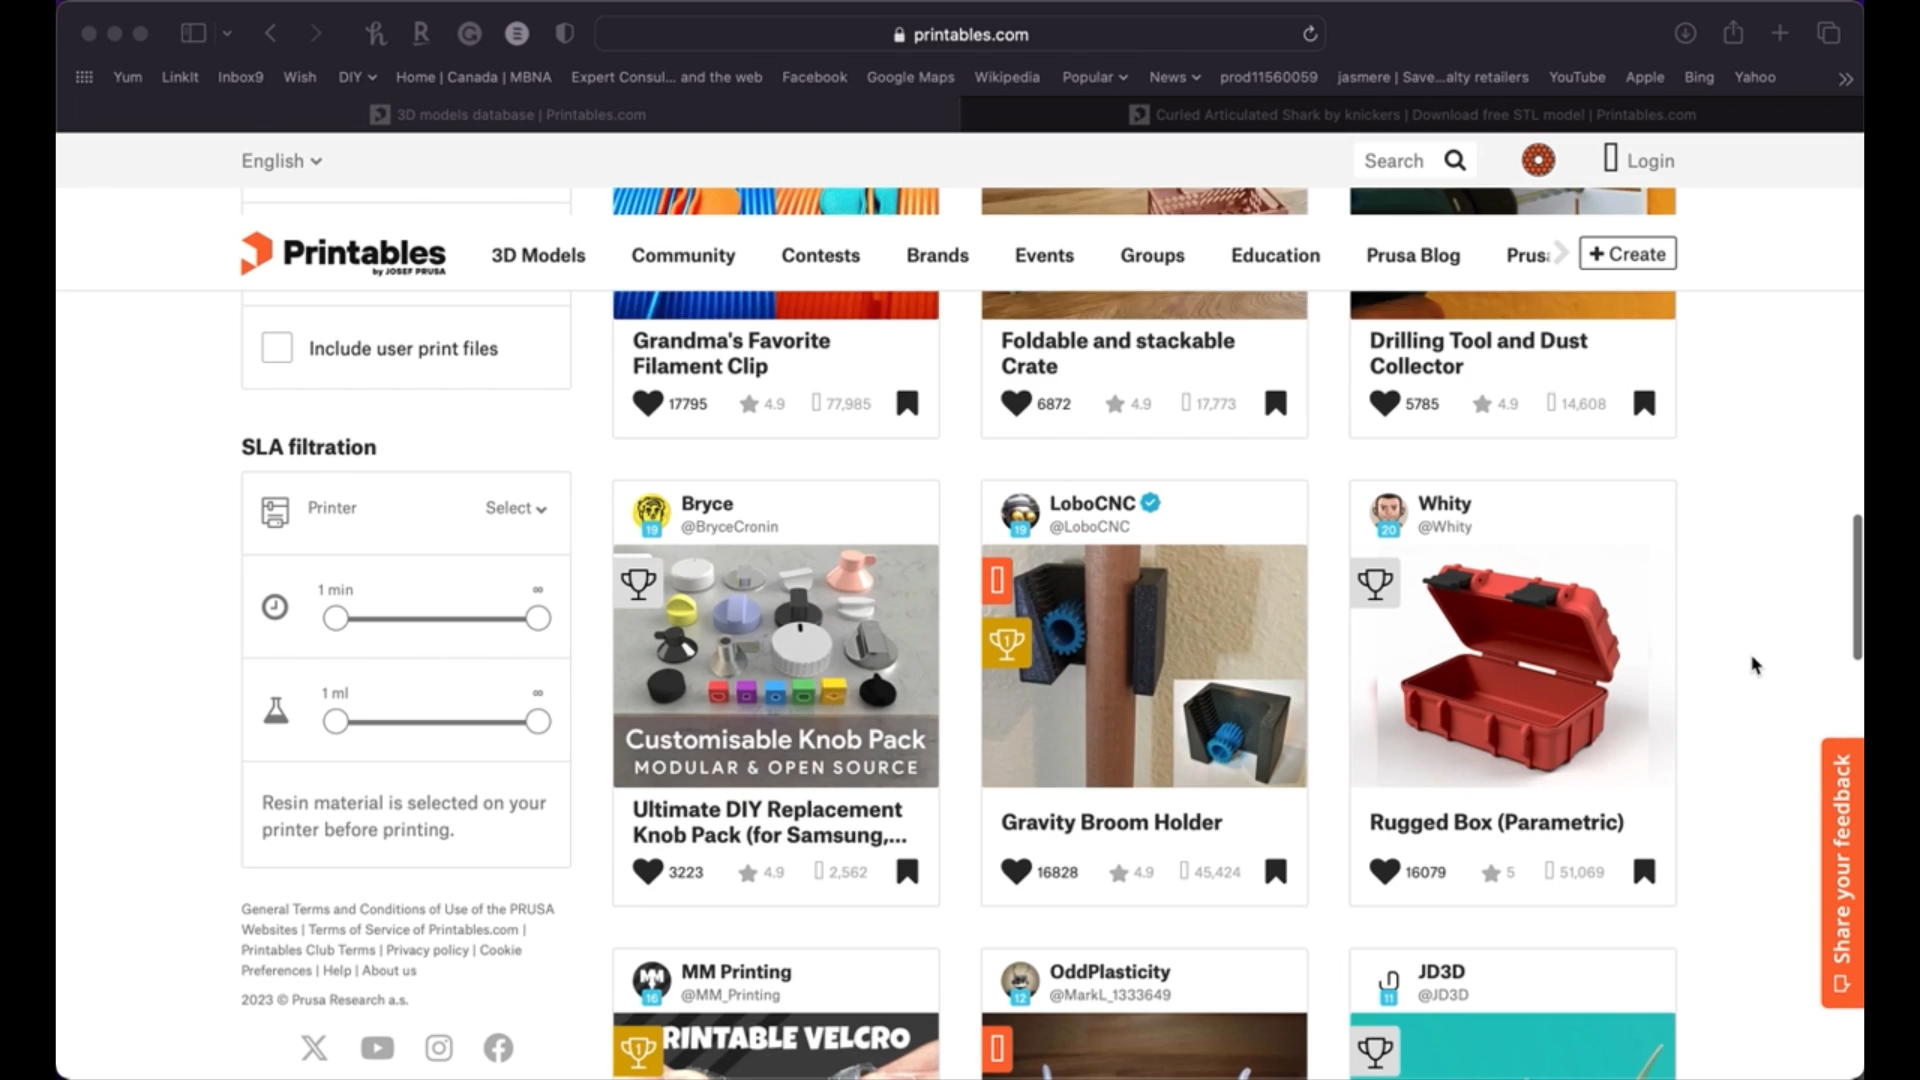 printables.com
Yum LinkIt Inbox9 Wish DIY Home | Canada | MBNA Expert Consul... and the web Facebook Google Maps Wikipedia Popular News prod11560059 jasmere | Save...alty retailers YouTube Apple Bing Yahoo
3D models database | Printables.com
Curled Articulated Shark by knickers | Download free STL model | Printables.com
English
Search
Login
Printables
by JOSEF PRUSA
3D Models Community Contests Brands Events Groups Education Prusa Blog Prusa
+ Create
Include user print files
SLA filtration
Printer Select
1 min ∞
1 ml ∞
Resin material is selected on your
printer before printing.
General Terms and Conditions of Use of the PRUSA
Websites | Terms of Service of Printables.com |
Printables Club Terms | Privacy policy | Cookie
Preferences | Help | About us
2023 © Prusa Research a.s.
Grandma's Favorite
Filament Clip
17795 4.9 77,985
Foldable and stackable
Crate
6872 4.9 17,773
Drilling Tool and Dust
Collector
5785 4.9 14,608
Bryce
@BryceCronin
19
Customisable Knob Pack
MODULAR & OPEN SOURCE
Ultimate DIY Replacement
Knob Pack (for Samsung,...
3223 4.9 2,562
LoboCNC
@LoboCNC
19
1
Gravity Broom Holder
16828 4.9 45,424
Whity
@Whity
20
Rugged Box (Parametric)
16079 5 51,069
MM Printing
@MM_Printing
16
1
RINTABLE VELCRO
OddPlasticity
@MarkL_1333649
12
JD3D
@JD3D
11
Share your feedback